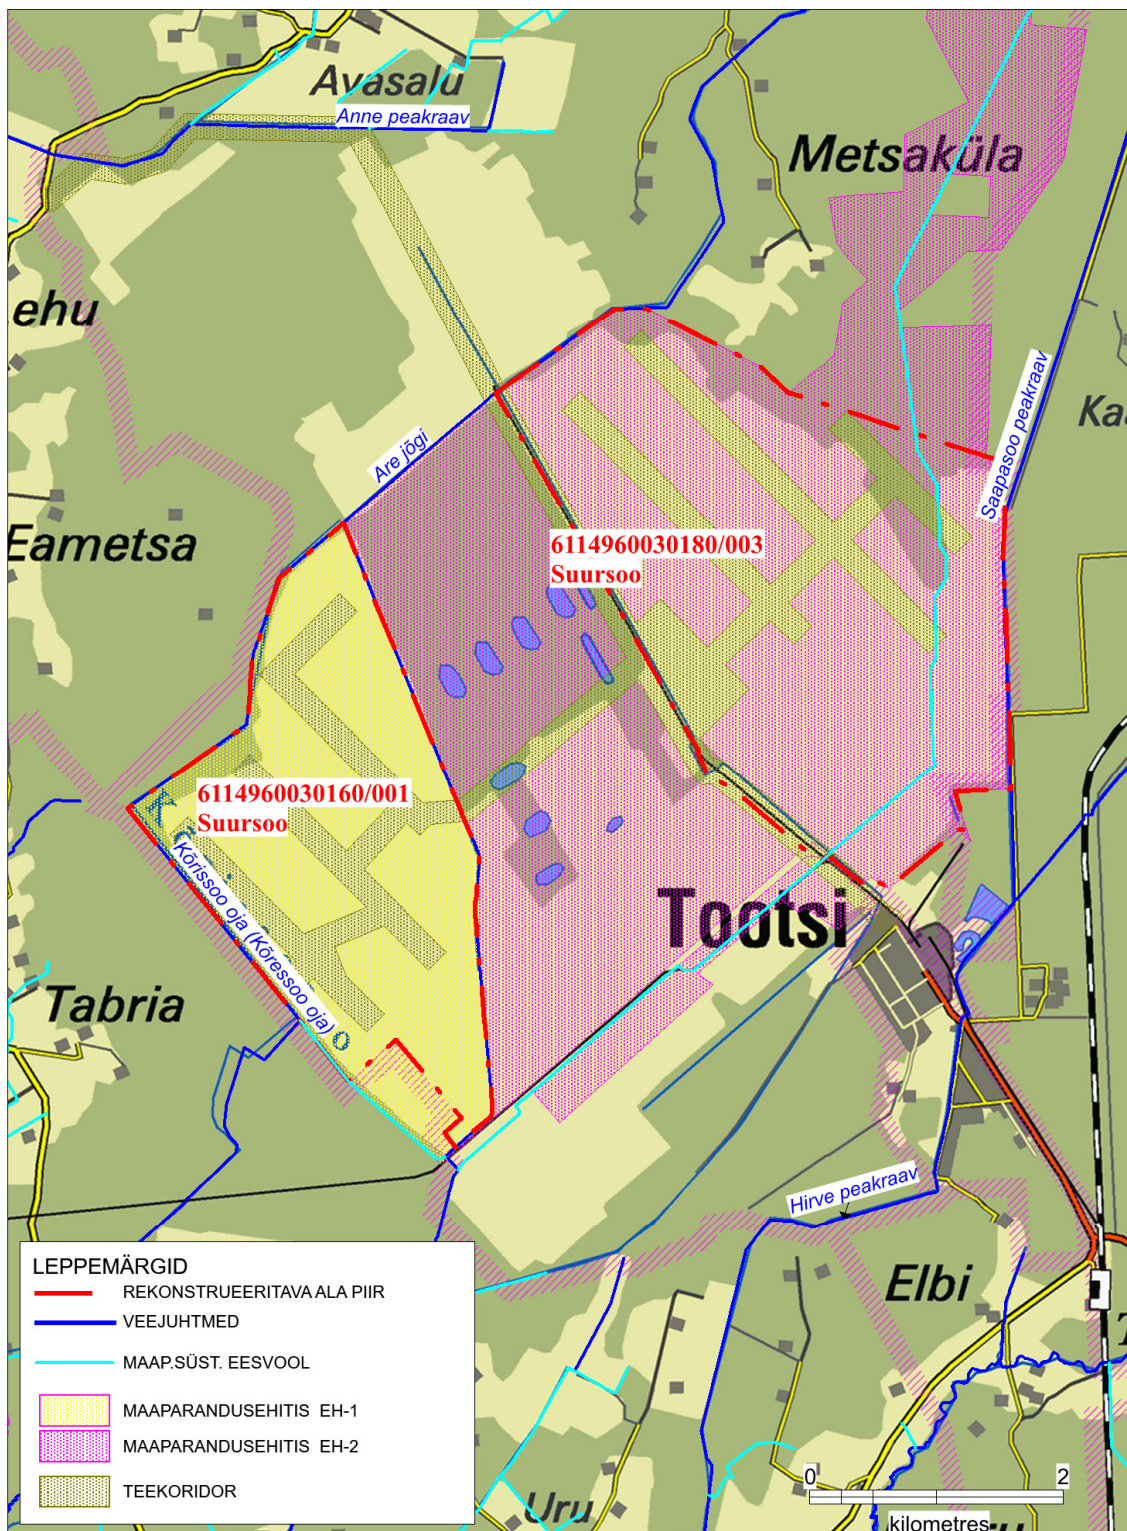 Avasalu
Anne peakraav
Metsaküla
ehu
Saapasoo peakraav
Are jõgi
Eametsa
6114960030180/003
Suursoo
6114960030160/001
Suursoo
Kõrissoo oja (Kõressoo oja)
Tootsi
Tabria
Hirve peakraav
Elbi
Uru
LEPPEMÄRGID
REKONSTRUEERITAVA ALA PIIR
VEEJUHTMED
MAAP.SÜST. EESVOOL
MAAPARANDUSEHITIS EH-1
MAAPARANDUSEHITIS EH-2
TEEKORIDOR
0 2
kilometres